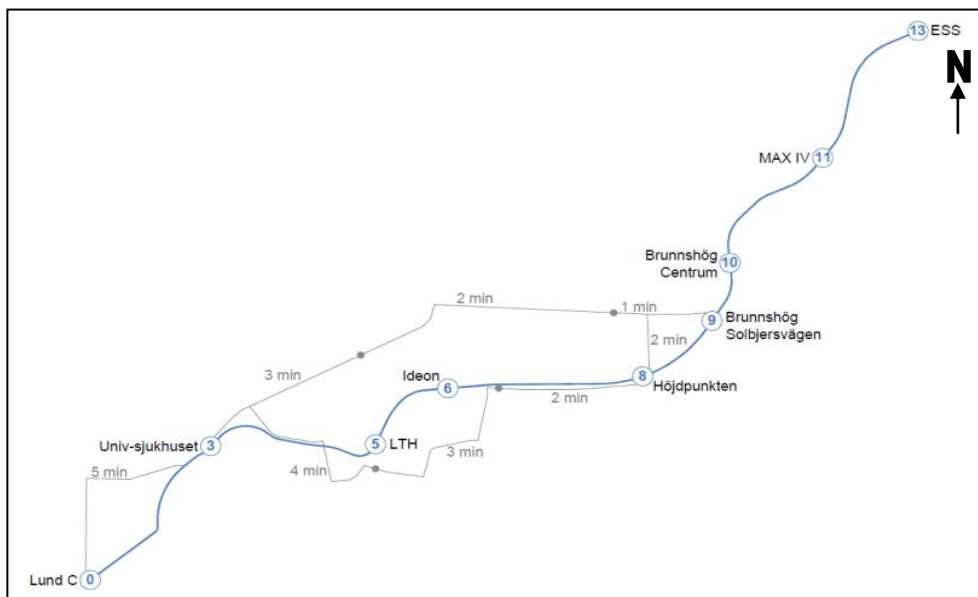 13 ESS
N
MAX IV 11
Brunnshög
Centrum
10
2 min
1 min
9
Brunnshög
Solbjersvägen
2 min
3 min
Ideon
6
8
Höjdpunkten
2 min
Univ-sjukhuset 3
5 LTH
3 min
4 min
5 min
Lund C 0